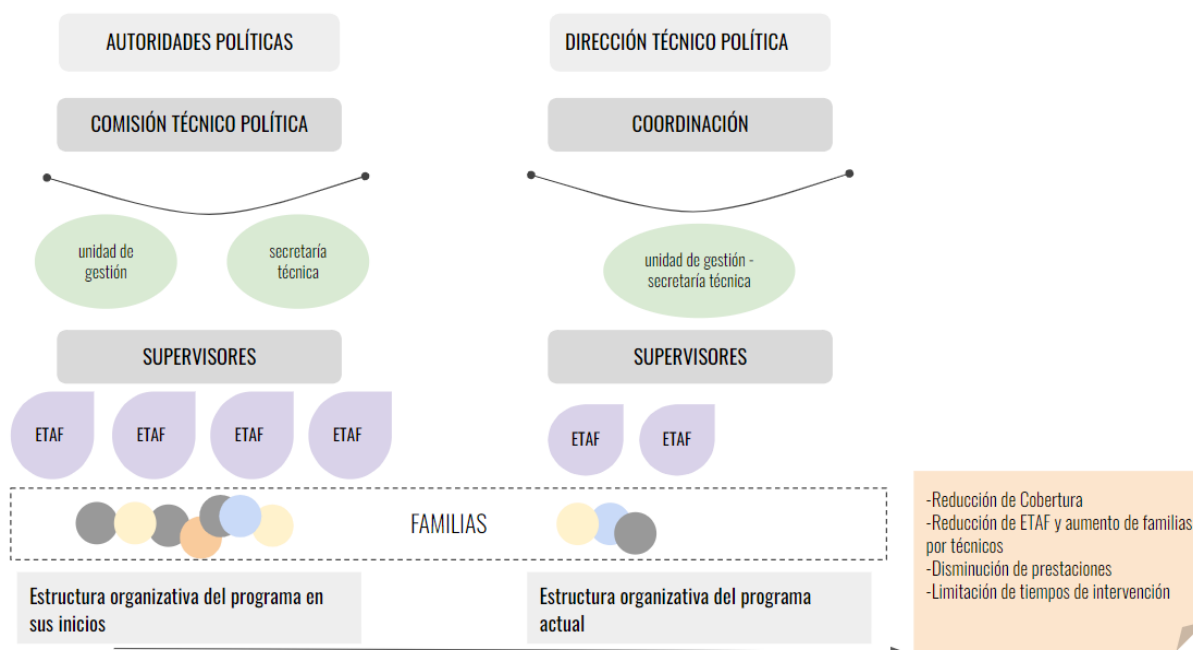 AUTORIDADES POLÍTICAS
DIRECCIÓN TÉCNICO POLÍTICA
COMISIÓN TÉCNICO POLÍTICA
COORDINACIÓN
unidad de
gestión
secretaría
técnica
unidad de gestión -
secretaría técnica
SUPERVISORES
SUPERVISORES
ETAF
ETAF
ETAF
ETAF
ETAF
ETAF
FAMILIAS
Estructura organizativa del programa en
sus inicios
Estructura organizativa del programa
actual
-Reducción de Cobertura
-Reducción de ETAF y aumento de familias
por técnicos
-Disminución de prestaciones
-Limitación de tiempos de intervención